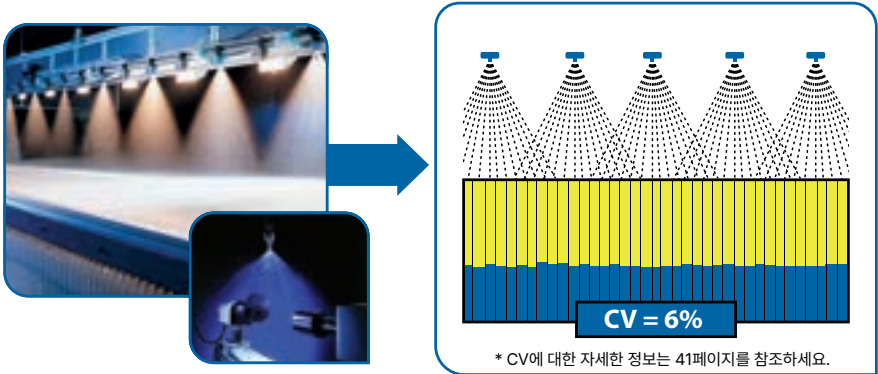 CV = 6%
* CV에 대한 자세한 정보는 41페이지를 참조하세요.